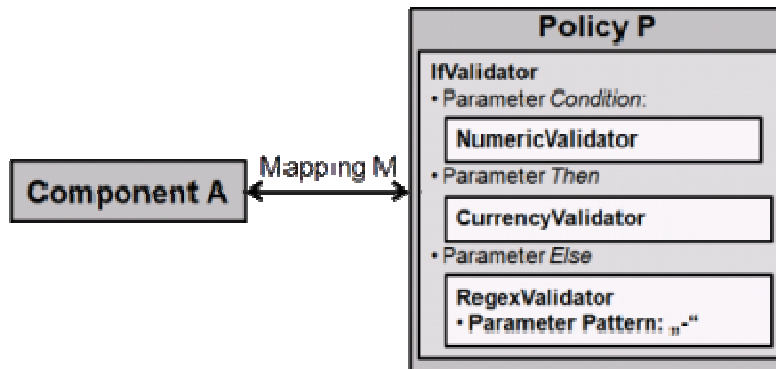 Policy P
IfValidator
• Parameter Condition:
NumericValidator
• Parameter Then
CurrencyValidator
• Parameter Else
RegexValidator
• Parameter Pattern: „-“
Mapping M
Component A